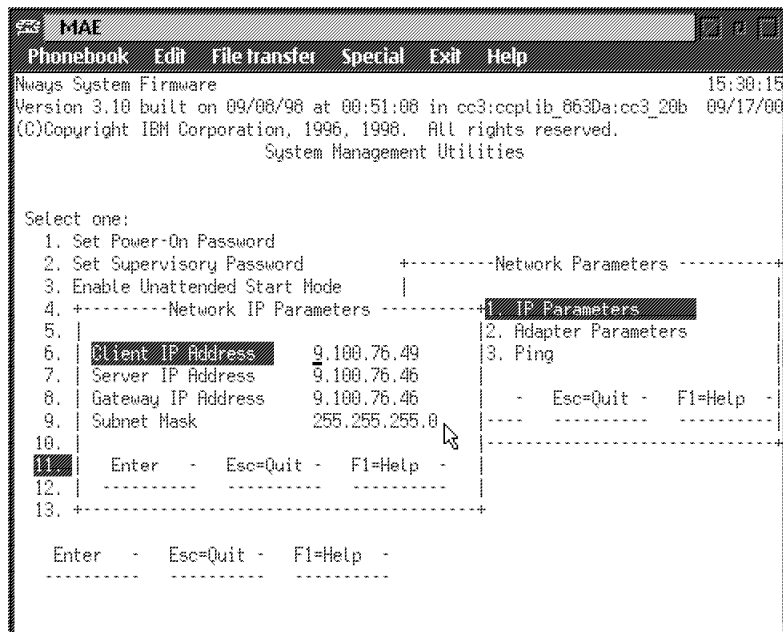 MAE
Phonebook Edit File transfer Special Exit Help
Nways System Firmware 15:30:15
Version 3.10 built on 09/08/98 at 00:51:08 in cc3:ccplib_863Da:cc3_20b 09/17/00
(C)Copyright IBM Corporation, 1996, 1998. All rights reserved.
System Management Utilities
Select one:
1. Set Power-On Password
2. Set Supervisory Password
3. Enable Unattended Start Mode
4.
5.
6.
7.
8.
9.
10.
11.
12.
13.
Network Parameters
1. IP Parameters
2. Adapter Parameters
3. Ping
- Esc=Quit - F1=Help -
Network IP Parameters
Client IP Address 9.100.76.49
Server IP Address 9.100.76.46
Gateway IP Address 9.100.76.46
Subnet Mask 255.255.255.0
Enter - Esc=Quit - F1=Help -
Enter - Esc=Quit - F1=Help -